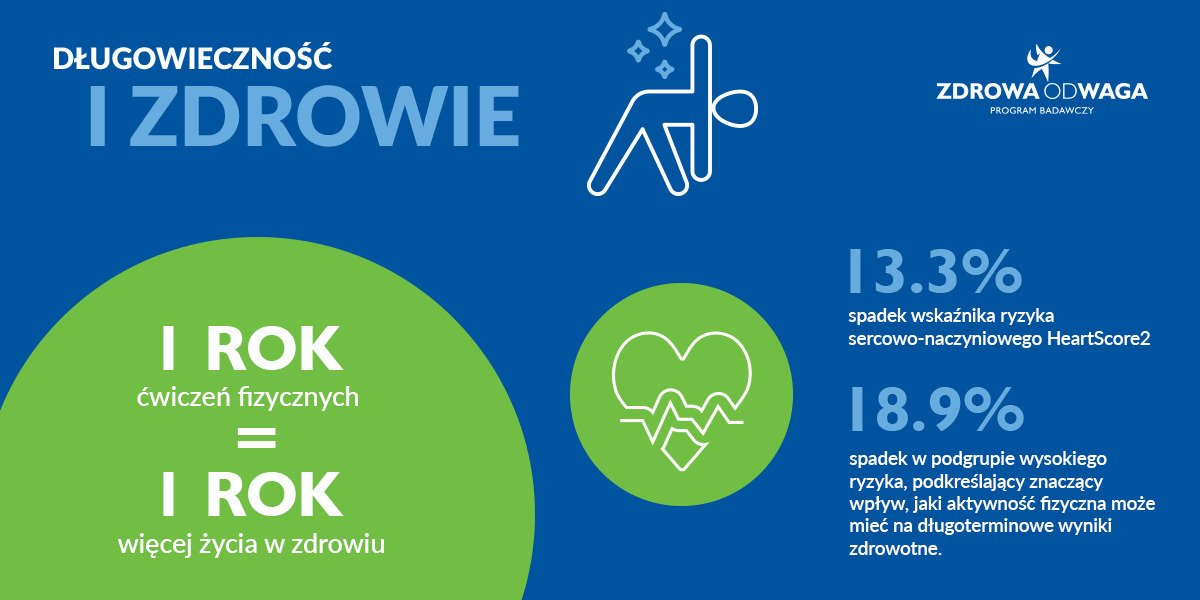 DŁUGOWIECZNOŚĆ
I ZDROWIE
ZDROWA ODWAGA
PROGRAM BADAWCZY
1 ROK
ćwiczeń fizycznych
=
1 ROK
więcej życia w zdrowiu
13.3%
spadek wskaźnika ryzyka
sercowo-naczyniowego HeartScore2
18.9%
spadek w podgrupie wysokiego
ryzyka, podkreślający znaczący
wpływ, jaki aktywność fizyczna może
mieć na długoterminowe wyniki
zdrowotne.